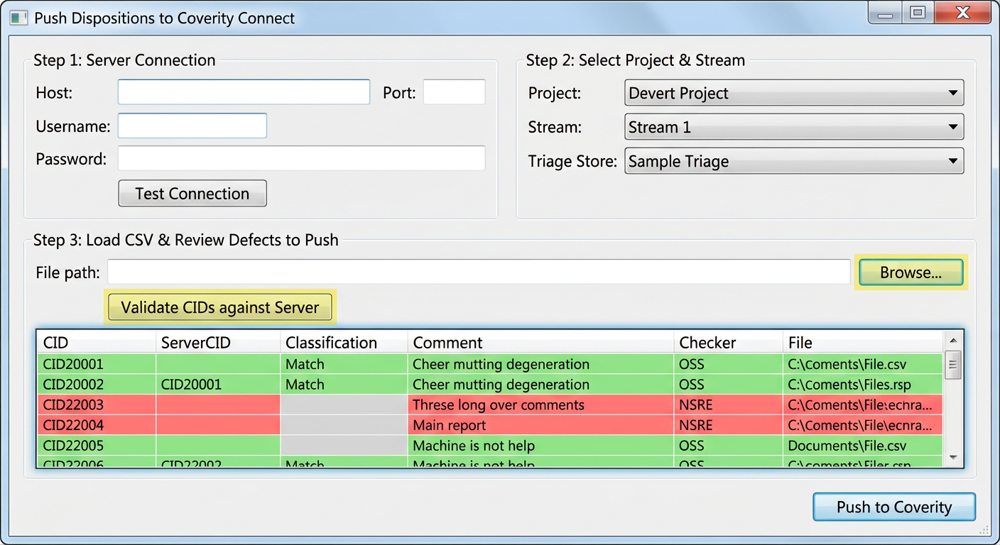 Push Dispositions to Coverity Connect
Step 1: Server Connection
Host:
Port:
Username:
Password:
Test Connection
Step 2: Select Project & Stream
Project: Devert Project
Stream: Stream 1
Triage Store: Sample Triage
Step 3: Load CSV & Review Defects to Push
File path:
Browse...
Validate CIDs against Server
CID ServerCID Classification Comment Checker File
CID20001 Match Cheer mutting degeneration OSS C:\Coments\File.csv
CID20002 CID20001 Match Cheer mutting degeneration OSS C:\Coments\Files.rsp
CID22003 Threse long over comments NSRE C:\Coments\File\echra...
CID22004 Main report NSRE C:\Coments\File\ecnra...
CID22005 Machine is not help OSS Documents\File.csv
CID22006 CID22002 Match Machine is not help OSS C:\coments\Filer.csp
Push to Coverity